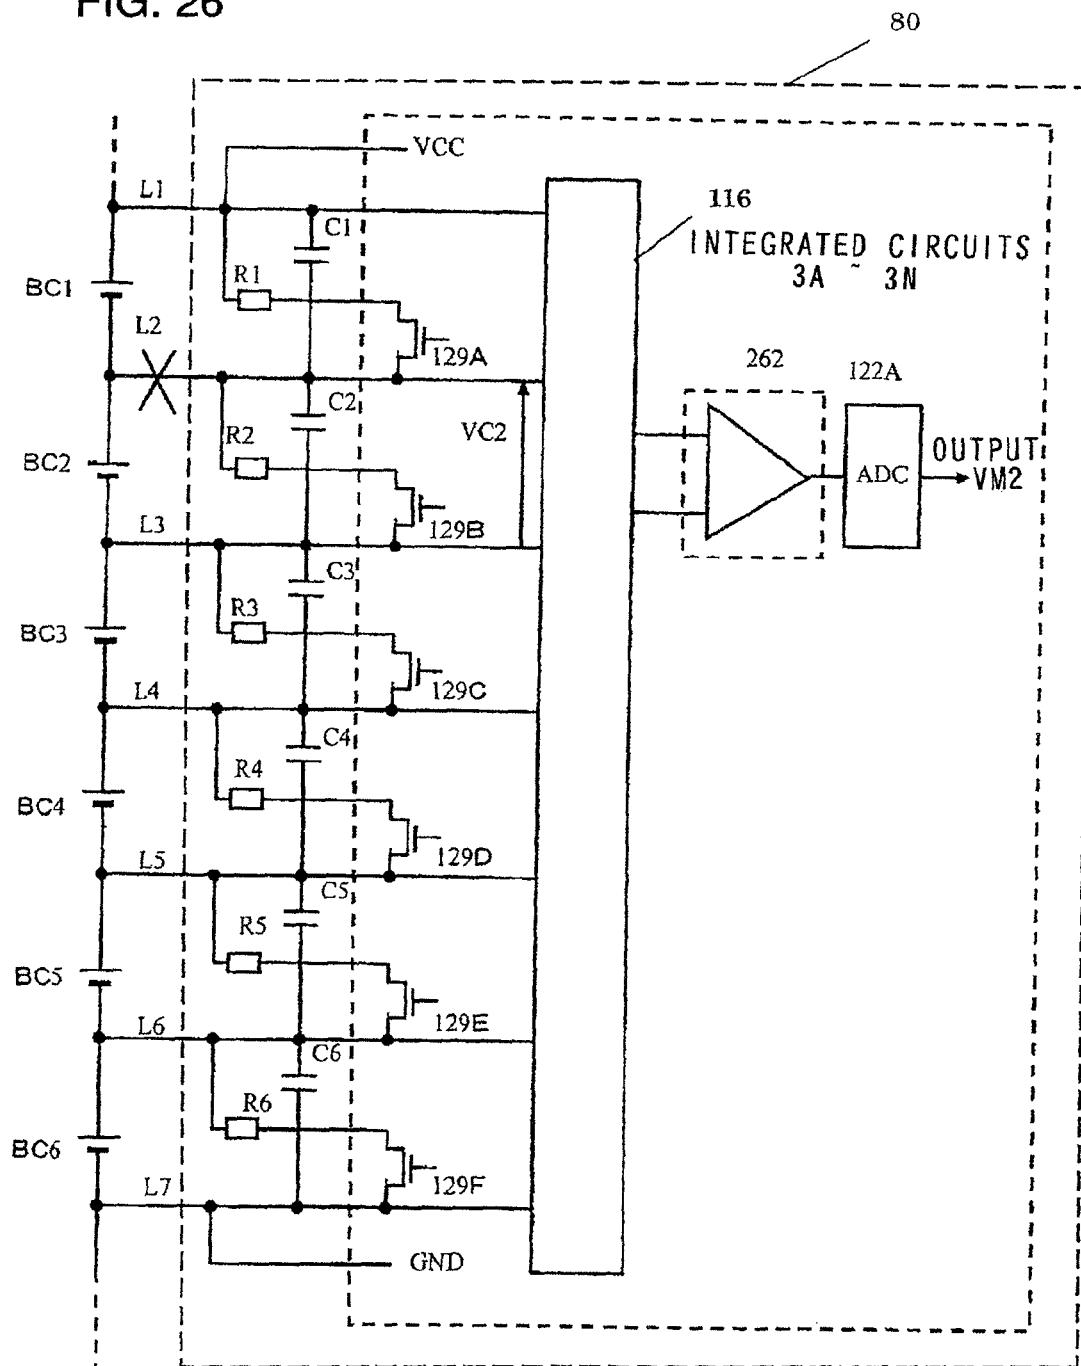 FIG. 26
80
VCC
L1
C1
116
INTEGRATED CIRCUITS
3A ~ 3N
R1
BC1
L2
129A
262
122A
C2
VC2
R2
OUTPUT
VM2
ADC
BC2
L3
129B
C3
R3
BC3
129C
L4
C4
R4
BC4
129D
L5
C5
R5
BC5
129E
L6
C6
R6
BC6
129F
L7
GND